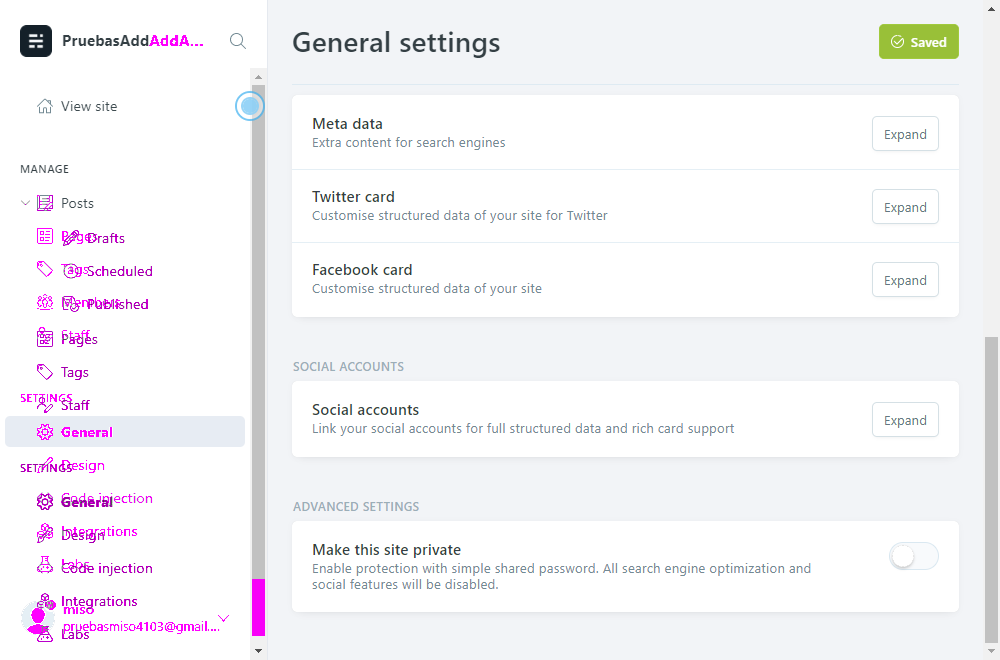 PruebasAddAddA...
View site
MANAGE
Posts
Pages
Drafts
Tags
Scheduled
Members
Published
Staff
Pages
Tags
SETTINGS
Staff
General
Design
SETTINGS
Code injection
General
Integrations
Design
Labs
Code injection
Integrations
miso
pruebasmiso4103@gmail....
Labs
General settings
Saved
Meta data
Extra content for search engines
Expand
Twitter card
Customise structured data of your site for Twitter
Expand
Facebook card
Customise structured data of your site
Expand
SOCIAL ACCOUNTS
Social accounts
Link your social accounts for full structured data and rich card support
Expand
ADVANCED SETTINGS
Make this site private
Enable protection with simple shared password. All search engine optimization and
social features will be disabled.